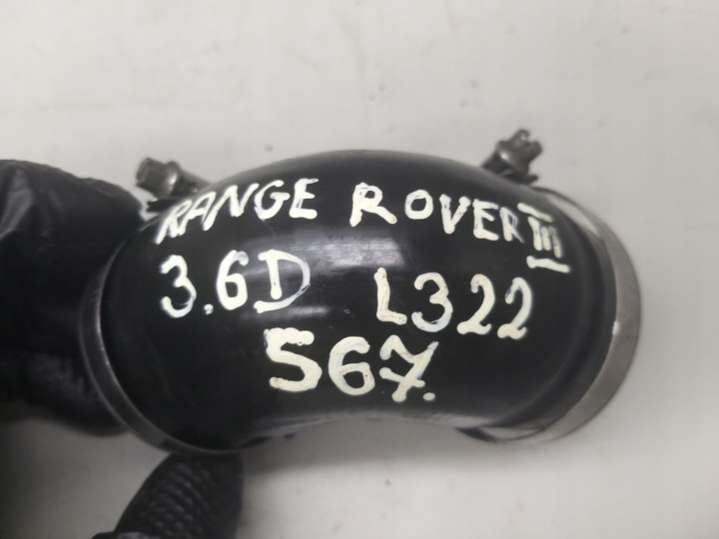 RANGE ROVER III
3.6D L322
567.